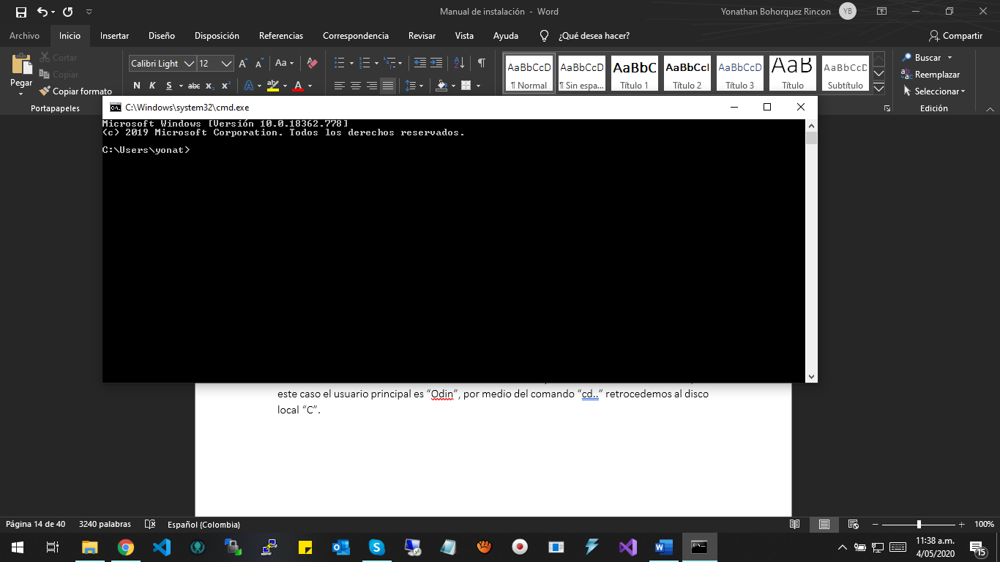 Manual de instalación - Word
Yonathan Bohorquez Rincon
YB
Archivo
Inicio
Insertar
Diseño
Disposición
Referencias
Correspondencia
Revisar
Vista
Ayuda
¿Qué desea hacer?
Compartir
Pegar
Cortar
Copiar
Copiar formato
Portapapeles
Calibri Light
12
Aa
N K S abc
AaBbCcD
¶ Normal
AaBbCcD
¶ Sin espa...
AaBbC
Título 1
AaBbCcI
Título 2
AaBbCcD
Título 3
AaB
Título
AaBbCcD
Subtítulo
Buscar
Reemplazar
Seleccionar
Edición
C:\Windows\system32\cmd.exe
Microsoft Windows [Versión 10.0.18362.778]
(c) 2019 Microsoft Corporation. Todos los derechos reservados.
C:\Users\yonat>
este caso el usuario principal es “Odin”, por medio del comando “cd..” retrocedemos al disco
local “C”.
Página 14 de 40
3240 palabras
Español (Colombia)
100%
11:38 a.m.
4/05/2020
15